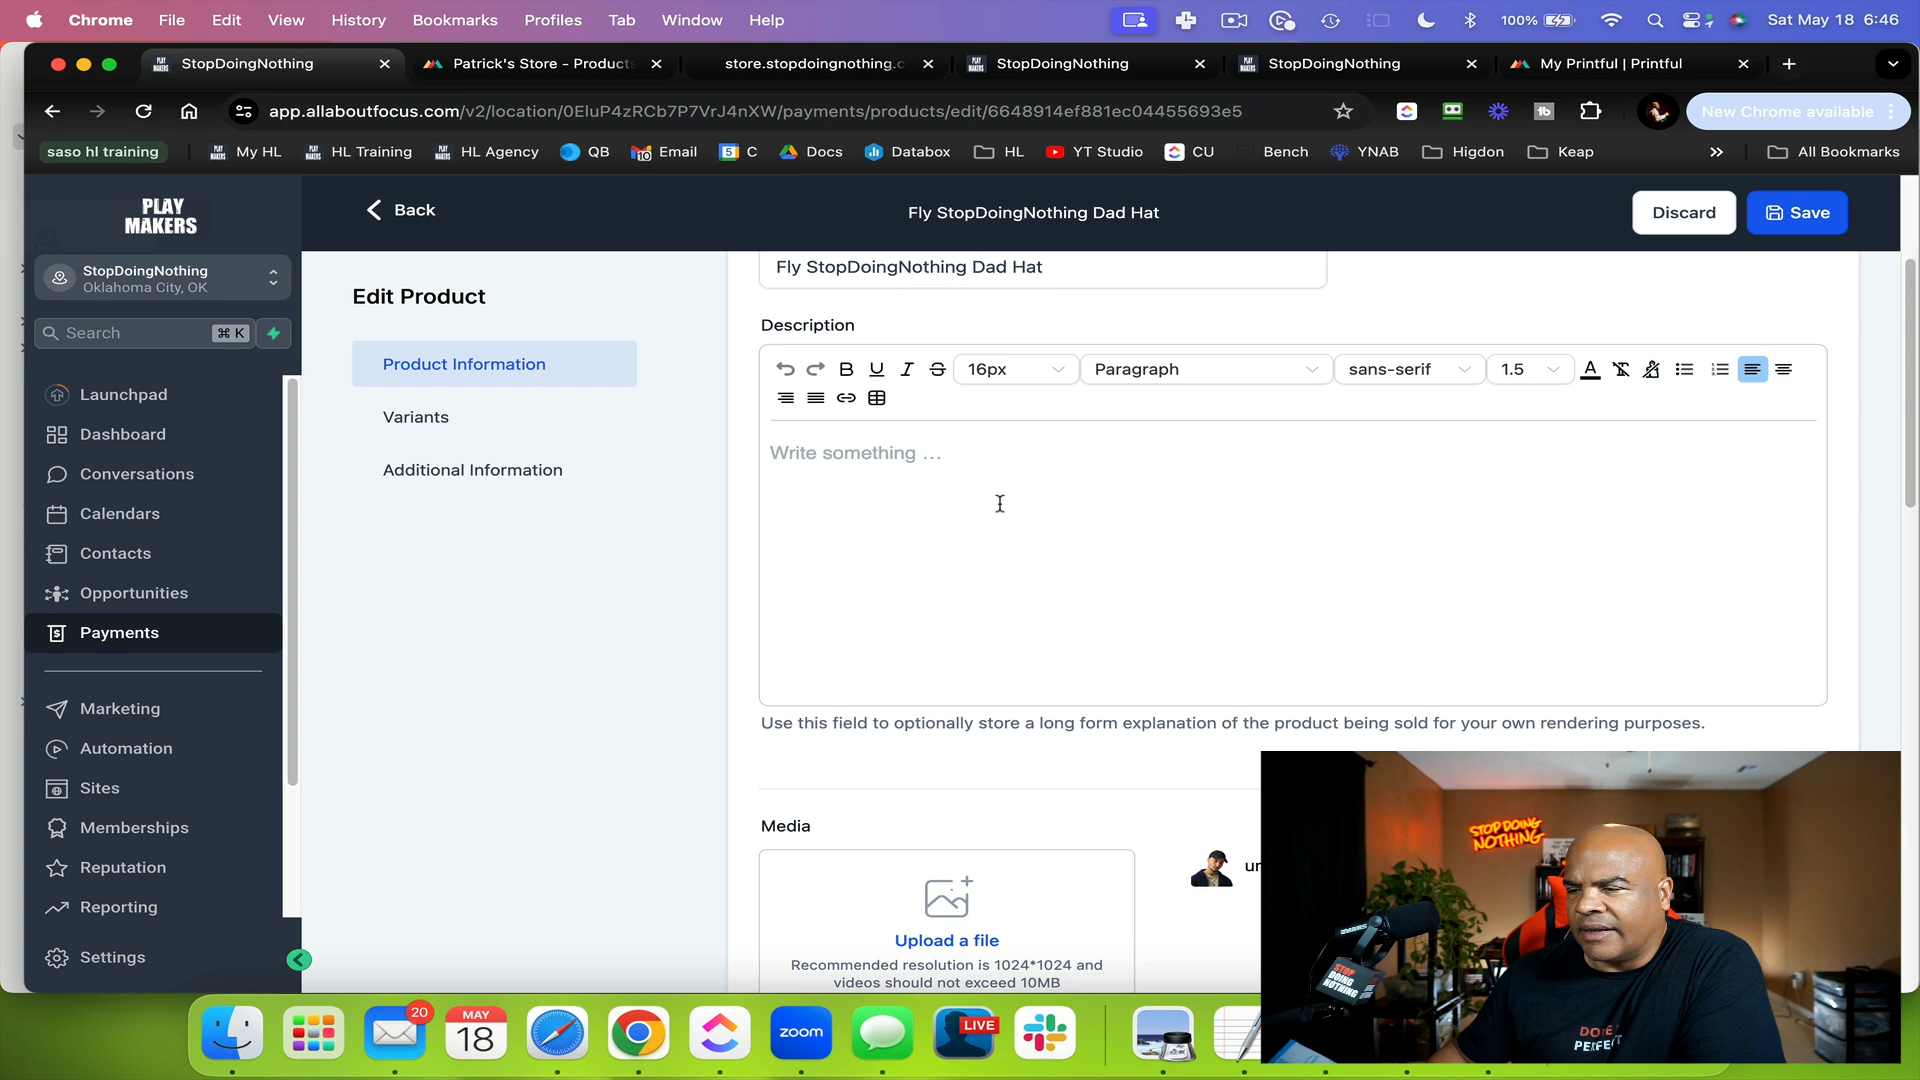 Chrome File Edit View History Bookmarks Profiles Tab Window Help 100% Sat May 18 6:46
StopDoingNothing Patrick's Store - Products store.stopdoingnothing.c StopDoingNothing StopDoingNothing My Printful | Printful
app.allaboutfocus.com/v2/location/0EluP4zRCb7P7VrJ4nXW/payments/products/edit/6648914ef881ec04455693e5 New Chrome available
saso hl training My HL HL Training HL Agency QB Email C Docs Databox HL YT Studio CU Bench YNAB Higdon Keap All Bookmarks
PLAY
MAKERS
StopDoingNothing
Oklahoma City, OK
Search ⌘ K
Launchpad
Dashboard
Conversations
Calendars
Contacts
Opportunities
Payments
Marketing
Automation
Sites
Memberships
Reputation
Reporting
Settings
Back
Fly StopDoingNothing Dad Hat
Discard
Save
Edit Product
Product Information
Variants
Additional Information
Fly StopDoingNothing Dad Hat
Description
16px Paragraph sans-serif 1.5
Write something ...
Use this field to optionally store a long form explanation of the product being sold for your own rendering purposes.
Media
Upload a file
Recommended resolution is 1024*1024 and
videos should not exceed 10MB
STOP DOING
NOTHING
STOP
DOING
NOTHING
20
MAY
18
zoom
LIVE